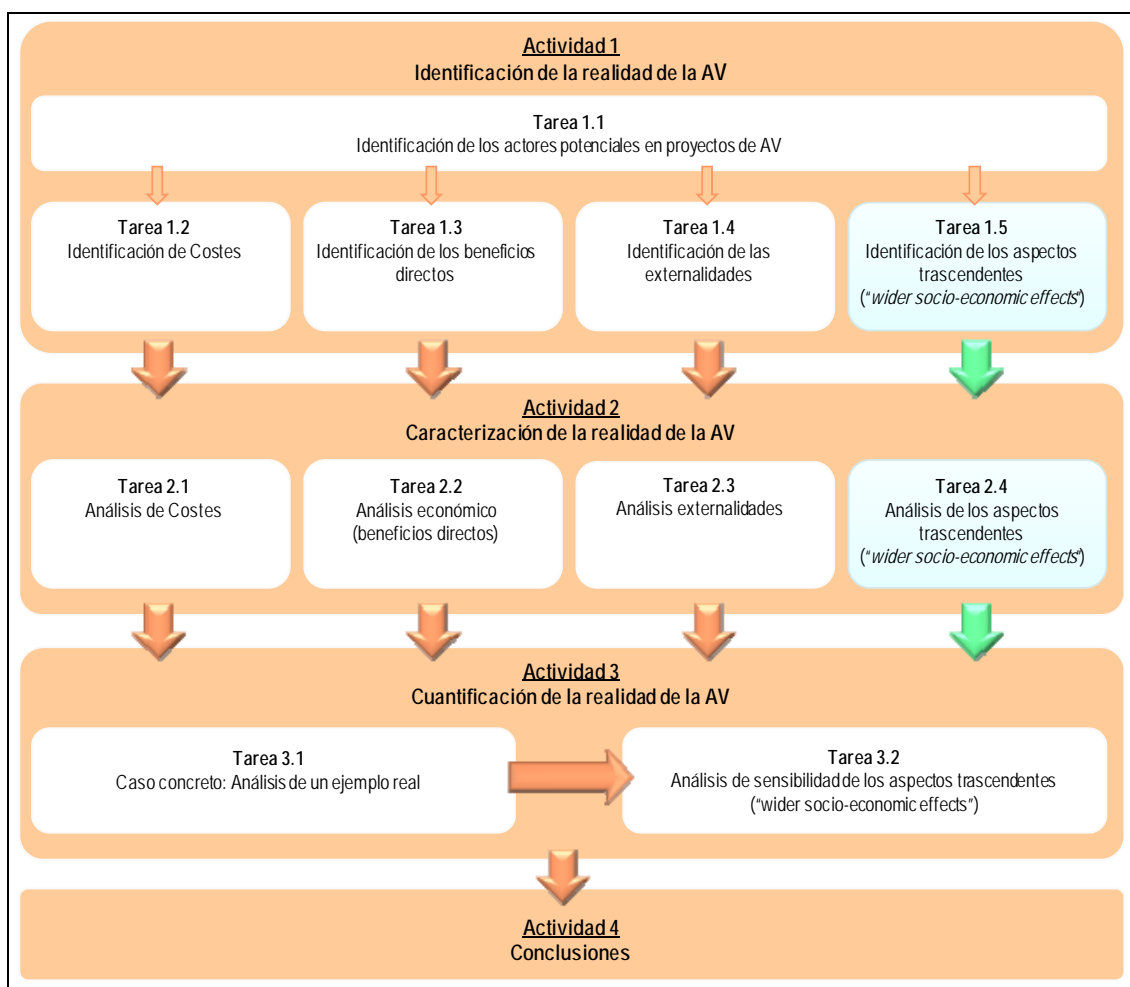 Actividad 1
Identificación de la realidad de la AV
Tarea 1.1
Identificación de los actores potenciales en proyectos de AV
Tarea 1.2
Identificación de Costes
Tarea 1.3
Identificación de los beneficios
directos
Tarea 1.4
Identificación de las
externalidades
Tarea 1.5
Identificación de los aspectos
trascendentes
("wider socio-economic effects")
Actividad 2
Caracterización de la realidad de la AV
Tarea 2.1
Análisis de Costes
Tarea 2.2
Análisis económico
(beneficios directos)
Tarea 2.3
Análisis externalidades
Tarea 2.4
Análisis de los aspectos
trascendentes
("wider socio-economic effects")
Actividad 3
Cuantificación de la realidad de la AV
Tarea 3.1
Caso concreto: Análisis de un ejemplo real
Tarea 3.2
Análisis de sensibilidad de los aspectos trascendentes
("wider socio-economic effects")
Actividad 4
Conclusiones